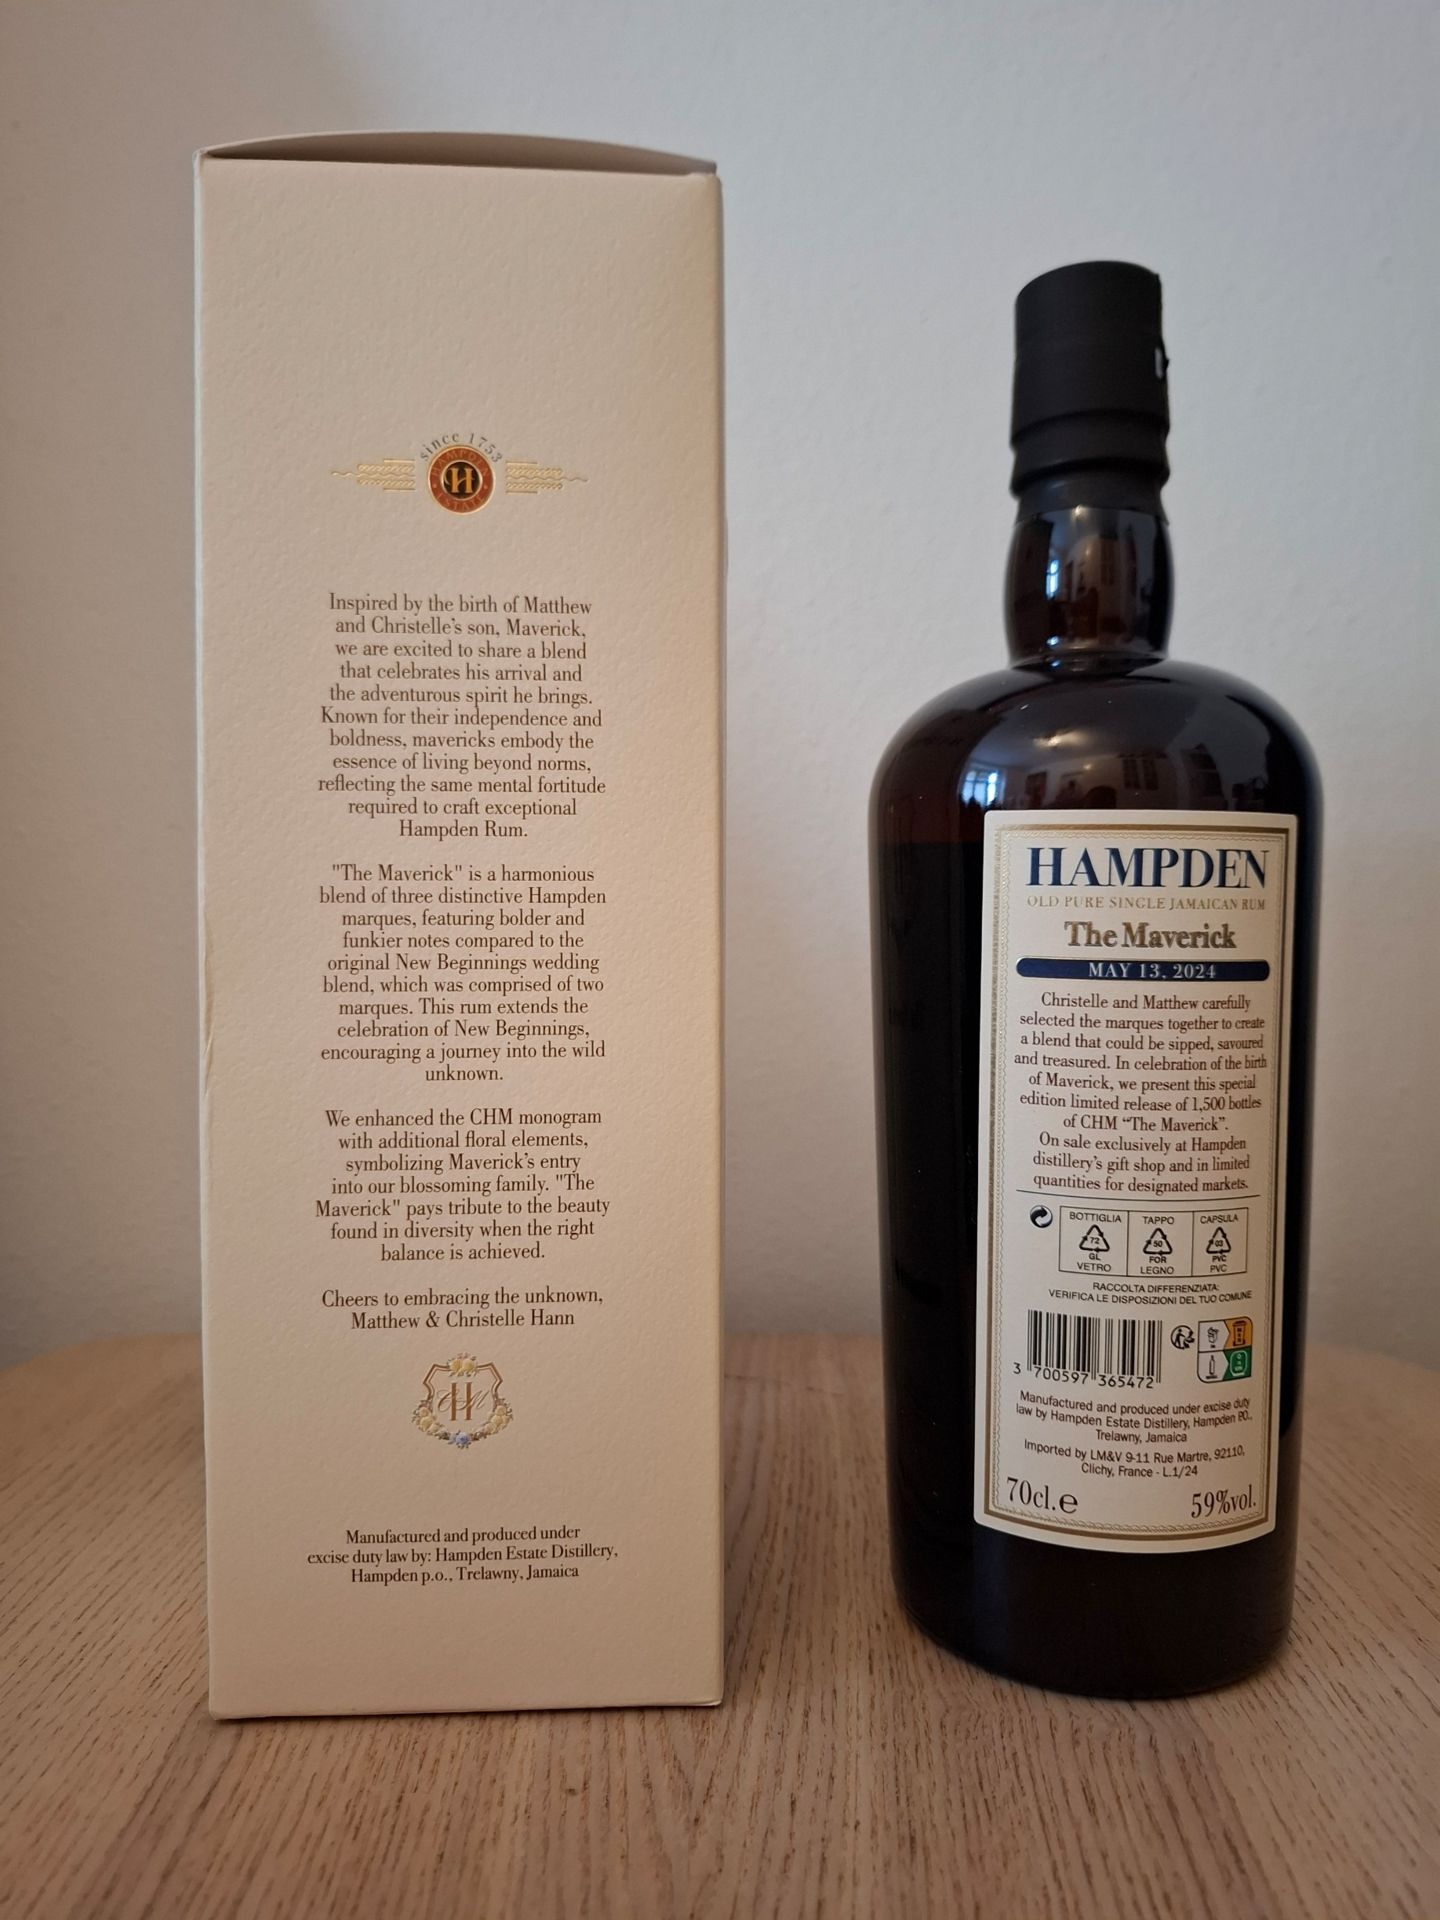 since 1753
HAMPDEN
H
ESTATE
Inspired by the birth of Matthew
and Christelle's son, Maverick,
we are excited to share a blend
that celebrates his arrival and
the adventurous spirit he brings.
Known for their independence and
boldness, mavericks embody the
essence of living beyond norms,
reflecting the same mental fortitude
required to craft exceptional
Hampden Rum.
"The Maverick" is a harmonious
blend of three distinctive Hampden
marques, featuring bolder and
funkier notes compared to the
original New Beginnings wedding
blend, which was comprised of two
marques. This rum extends the
celebration of New Beginnings,
encouraging a journey into the wild
unknown.
We enhanced the CHM monogram
with additional floral elements,
symbolizing Maverick's entry
into our blossoming family. "The
Maverick" pays tribute to the beauty
found in diversity when the right
balance is achieved.
Cheers to embracing the unknown,
Matthew & Christelle Hann
CHM
Manufactured and produced under
excise duty law by: Hampden Estate Distillery,
Hampden p.o., Trelawny, Jamaica
HAMPDEN
OLD PURE SINGLE JAMAICAN RUM
The Maverick
MAY 13, 2024
Christelle and Matthew carefully
selected the marques together to create
a blend that could be sipped, savoured
and treasured. In celebration of the birth
of Maverick, we present this special
edition limited release of 1,500 bottles
of CHM “The Maverick”.
On sale exclusively at Hampden
distillery's gift shop and in limited
quantities for designated markets.
BOTTIGLIA TAPPO CAPSULA
72 50 03
GL FOR PVC
VETRO LEGNO PVC
RACCOLTA DIFFERENZIATA:
VERIFICA LE DISPOSIZIONI DEL TUO COMUNE
3 700597 365472
Manufactured and produced under excise duty
law by Hampden Estate Distillery, Hampden P.O.,
Trelawny, Jamaica
Imported by LM&V 9-11 Rue Martre, 92110,
Clichy, France - L.1/24
70cl.e 59%vol.